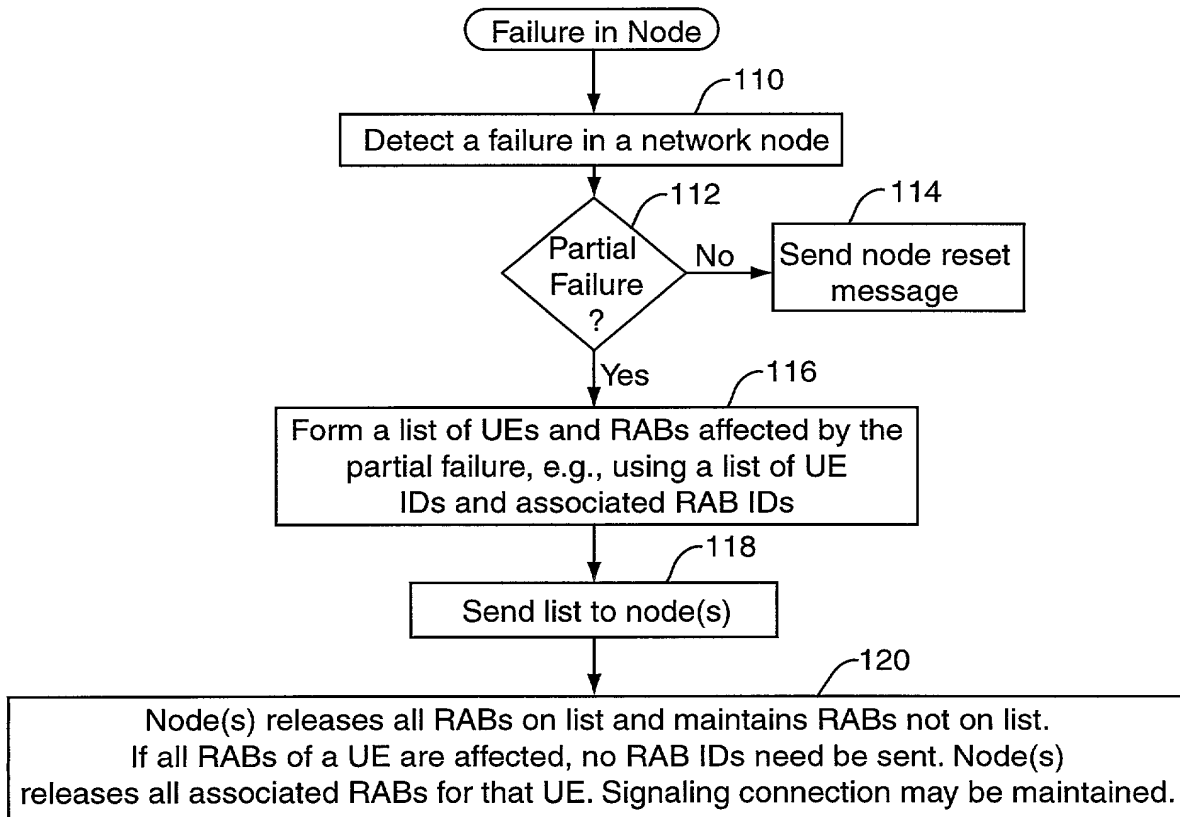 Failure in Node
110
Detect a failure in a network node
112
114
Partial
Failure
?
No
Send node reset
message
Yes
116
Form a list of UEs and RABs affected by the
partial failure, e.g., using a list of UE
IDs and associated RAB IDs
118
Send list to node(s)
120
Node(s) releases all RABs on list and maintains RABs not on list.
If all RABs of a UE are affected, no RAB IDs need be sent. Node(s)
releases all associated RABs for that UE. Signaling connection may be maintained.